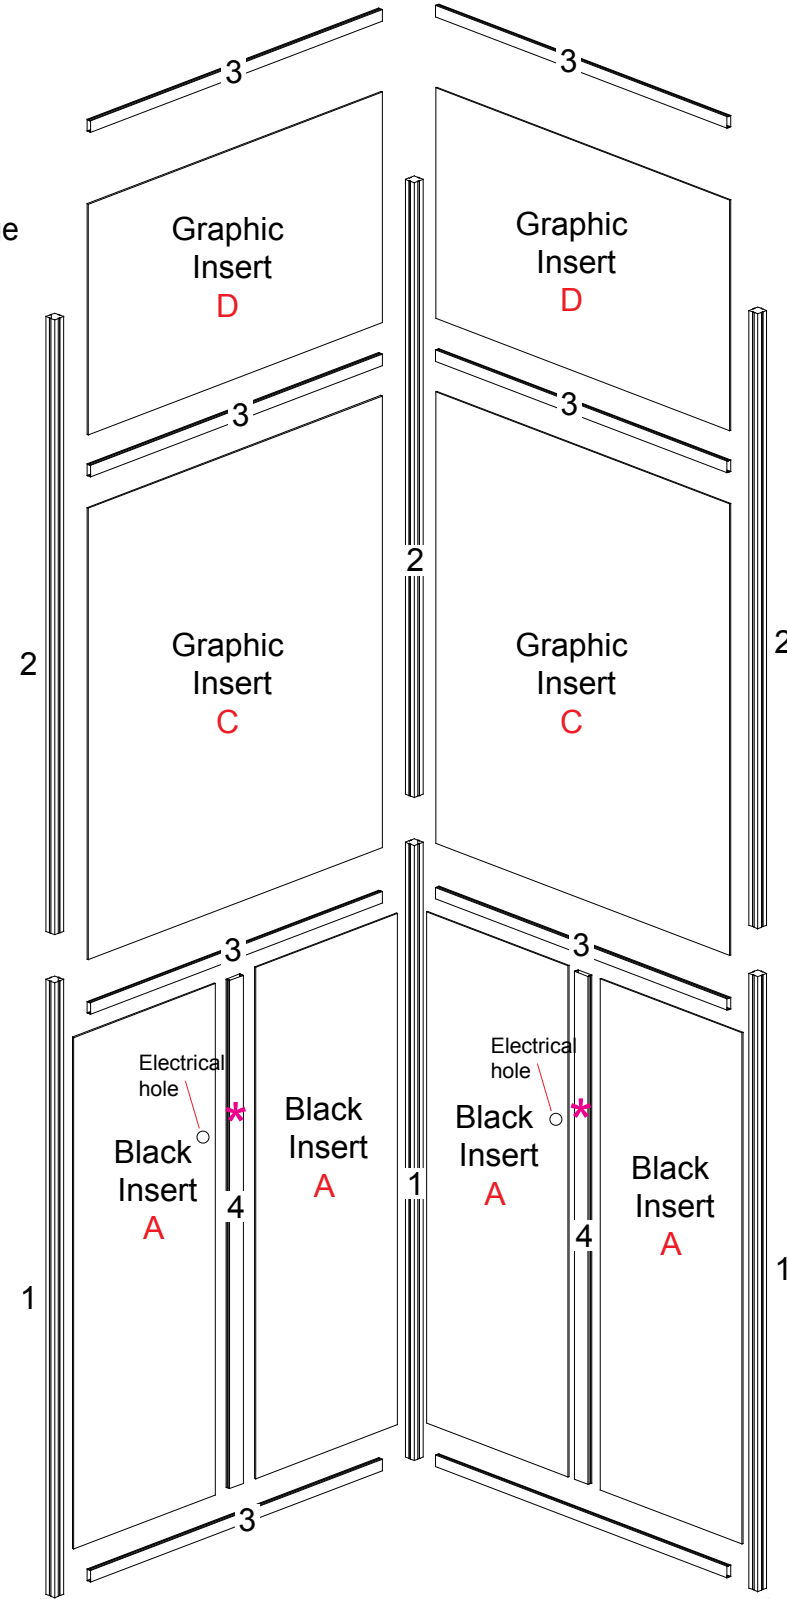 3
3
Graphic
Insert
D
Graphic
Insert
D
3
3
2
2
2
Graphic
Insert
C
Graphic
Insert
C
3
3
Electrical
hole
*
Black
Insert
A
4
Black
Insert
A
1
1
Electrical
hole
*
Black
Insert
A
4
Black
Insert
A
1
3